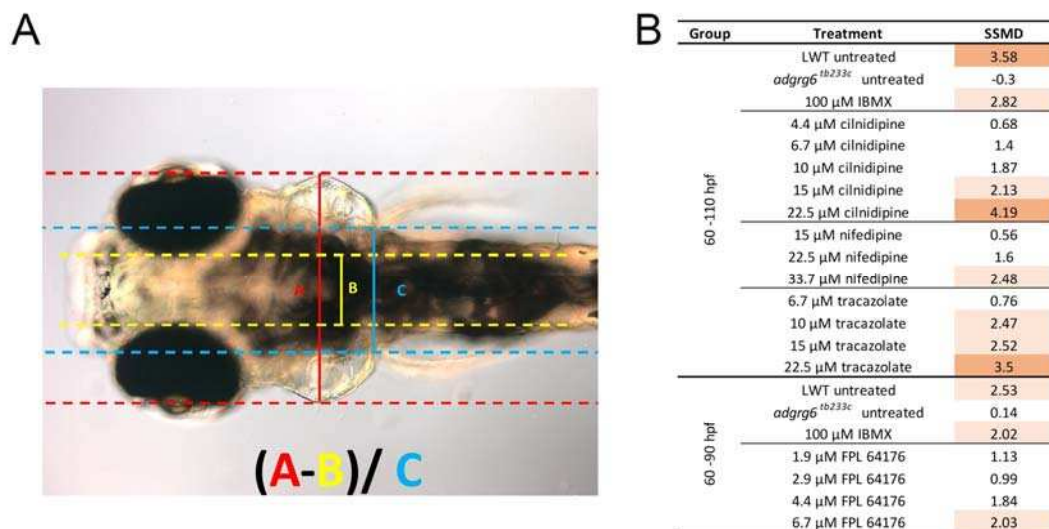 A
B
A
B
C
(A-B)/ C
Group Treatment SSMD
60 -110 hpf
LWT untreated 3.58
adgrg6 tb233c untreated -0.3
100 µM IBMX 2.82
4.4 µM cilnidipine 0.68
6.7 µM cilnidipine 1.4
10 µM cilnidipine 1.87
15 µM cilnidipine 2.13
22.5 µM cilnidipine 4.19
15 µM nifedipine 0.56
22.5 µM nifedipine 1.6
33.7 µM nifedipine 2.48
6.7 µM tracazolate 0.76
10 µM tracazolate 2.47
15 µM tracazolate 2.52
22.5 µM tracazolate 3.5
60 -90 hpf
LWT untreated 2.53
adgrg6 tb233c untreated 0.14
100 µM IBMX 2.02
1.9 µM FPL 64176 1.13
2.9 µM FPL 64176 0.99
4.4 µM FPL 64176 1.84
6.7 µM FPL 64176 2.03